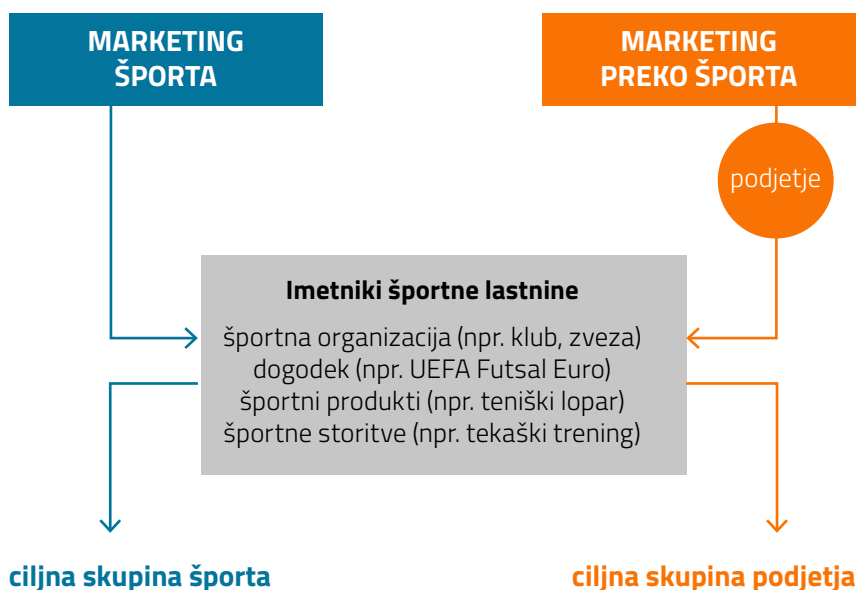 MARKETING
ŠPORTA
MARKETING
PREKO ŠPORTA
podjetje
Imetniki športne lastnine
športna organizacija (npr. klub, zveza)
dogodek (npr. UEFA Futsal Euro)
športni produkti (npr. teniški lopar)
športne storitve (npr. tekaški trening)
ciljna skupina športa
ciljna skupina podjetja